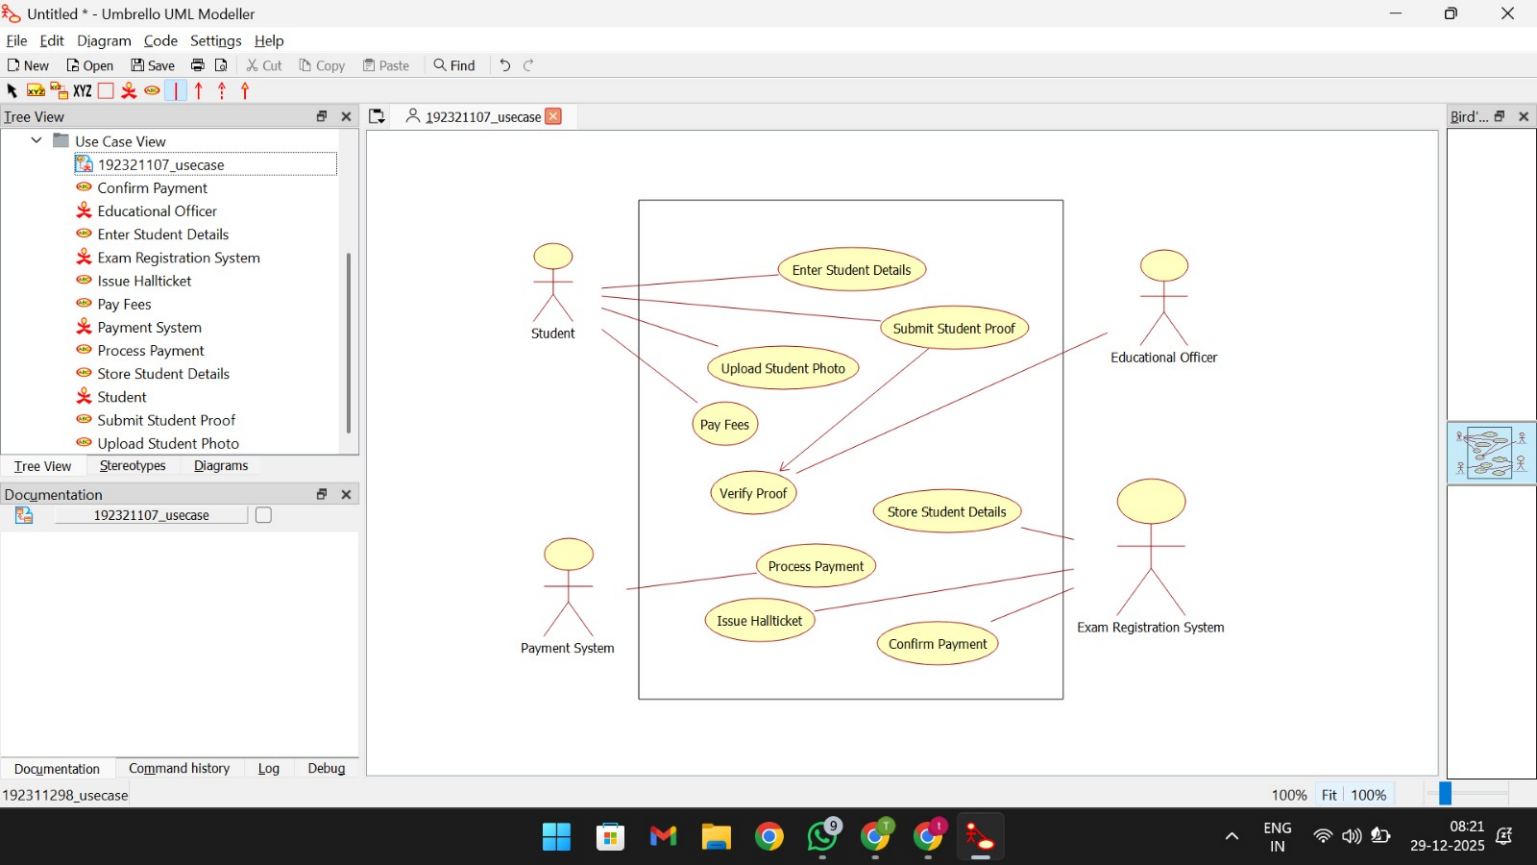 Untitled * - Umbrello UML Modeller
File Edit Diagram Code Settings Help
New Open Save Cut Copy Paste Find
XYZ
Tree View
192321107_usecase
Bird'...
Use Case View
192321107_usecase
Confirm Payment
Educational Officer
Enter Student Details
Exam Registration System
Issue Hallticket
Pay Fees
Payment System
Process Payment
Store Student Details
Student
Submit Student Proof
Upload Student Photo
Tree View Stereotypes Diagrams
Documentation
192321107_usecase
Documentation Command history Log Debug
Enter Student Details
Submit Student Proof
Student
Educational Officer
Upload Student Photo
Pay Fees
Verify Proof
Store Student Details
Process Payment
Issue Hallticket
Exam Registration System
Confirm Payment
Payment System
192311298_usecase
100% Fit 100%
9
T
t
ENG
IN
08:21
29-12-2025